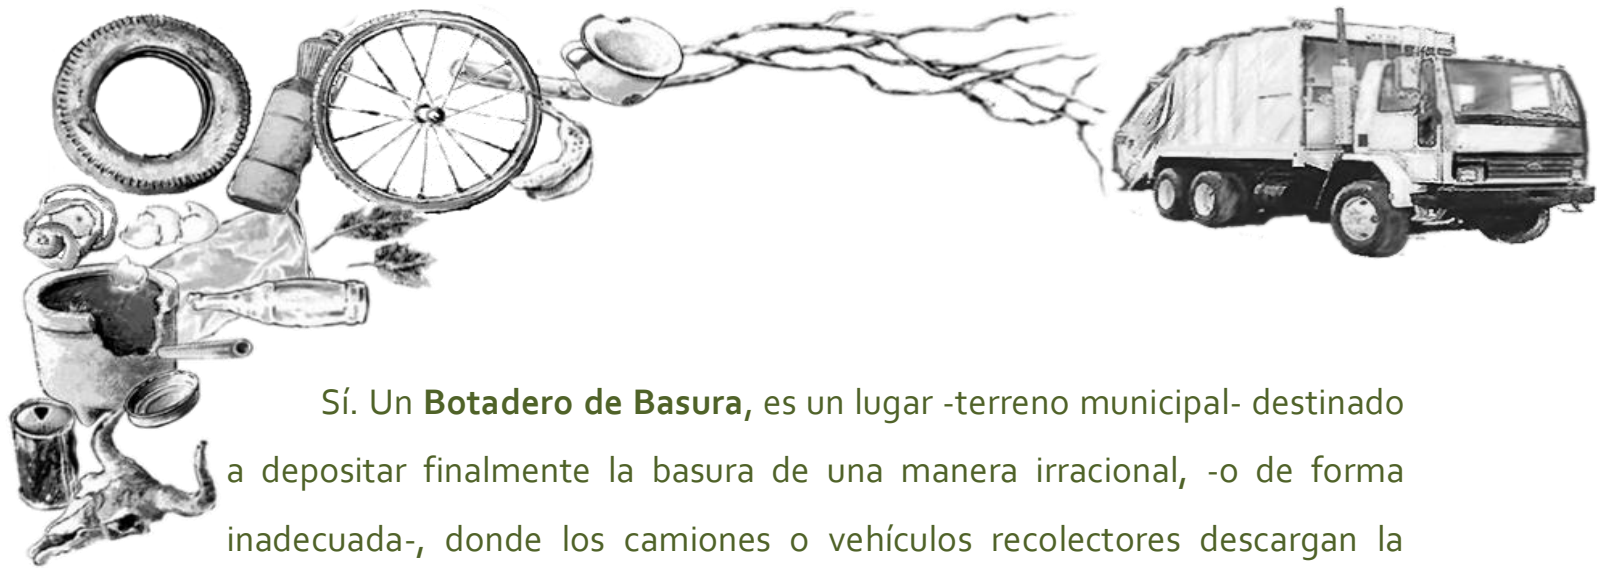 Sí. Un Botadero de Basura, es un lugar -terreno municipal- destinado
a depositar finalmente la basura de una manera irracional, -o de forma
inadecuada-, donde los camiones o vehículos recolectores descargan la